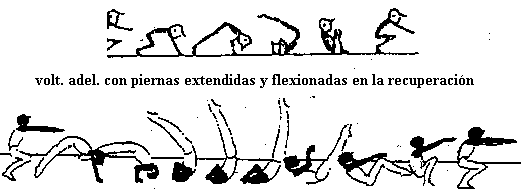 volt. adel. con piernas extendidas y flexionadas en la recuperación